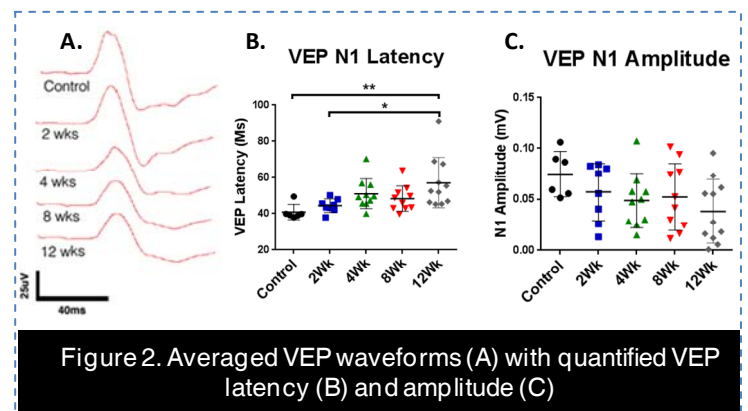 A.
Control
2 wks
4 wks
8 wks
12 wks
25uV
40ms
B.
VEP N1 Latency
**
*
VEP Latency (Ms)
100
80
60
40
20
Control
2Wk
4Wk
8Wk
12Wk
C.
VEP N1 Amplitude
N1 Amplitude (mV)
0.15
0.10
0.05
0.00
Control
2Wk
4Wk
8Wk
12Wk
Figure 2. Averaged VEP waveforms (A) with quantified VEP
latency (B) and amplitude (C)